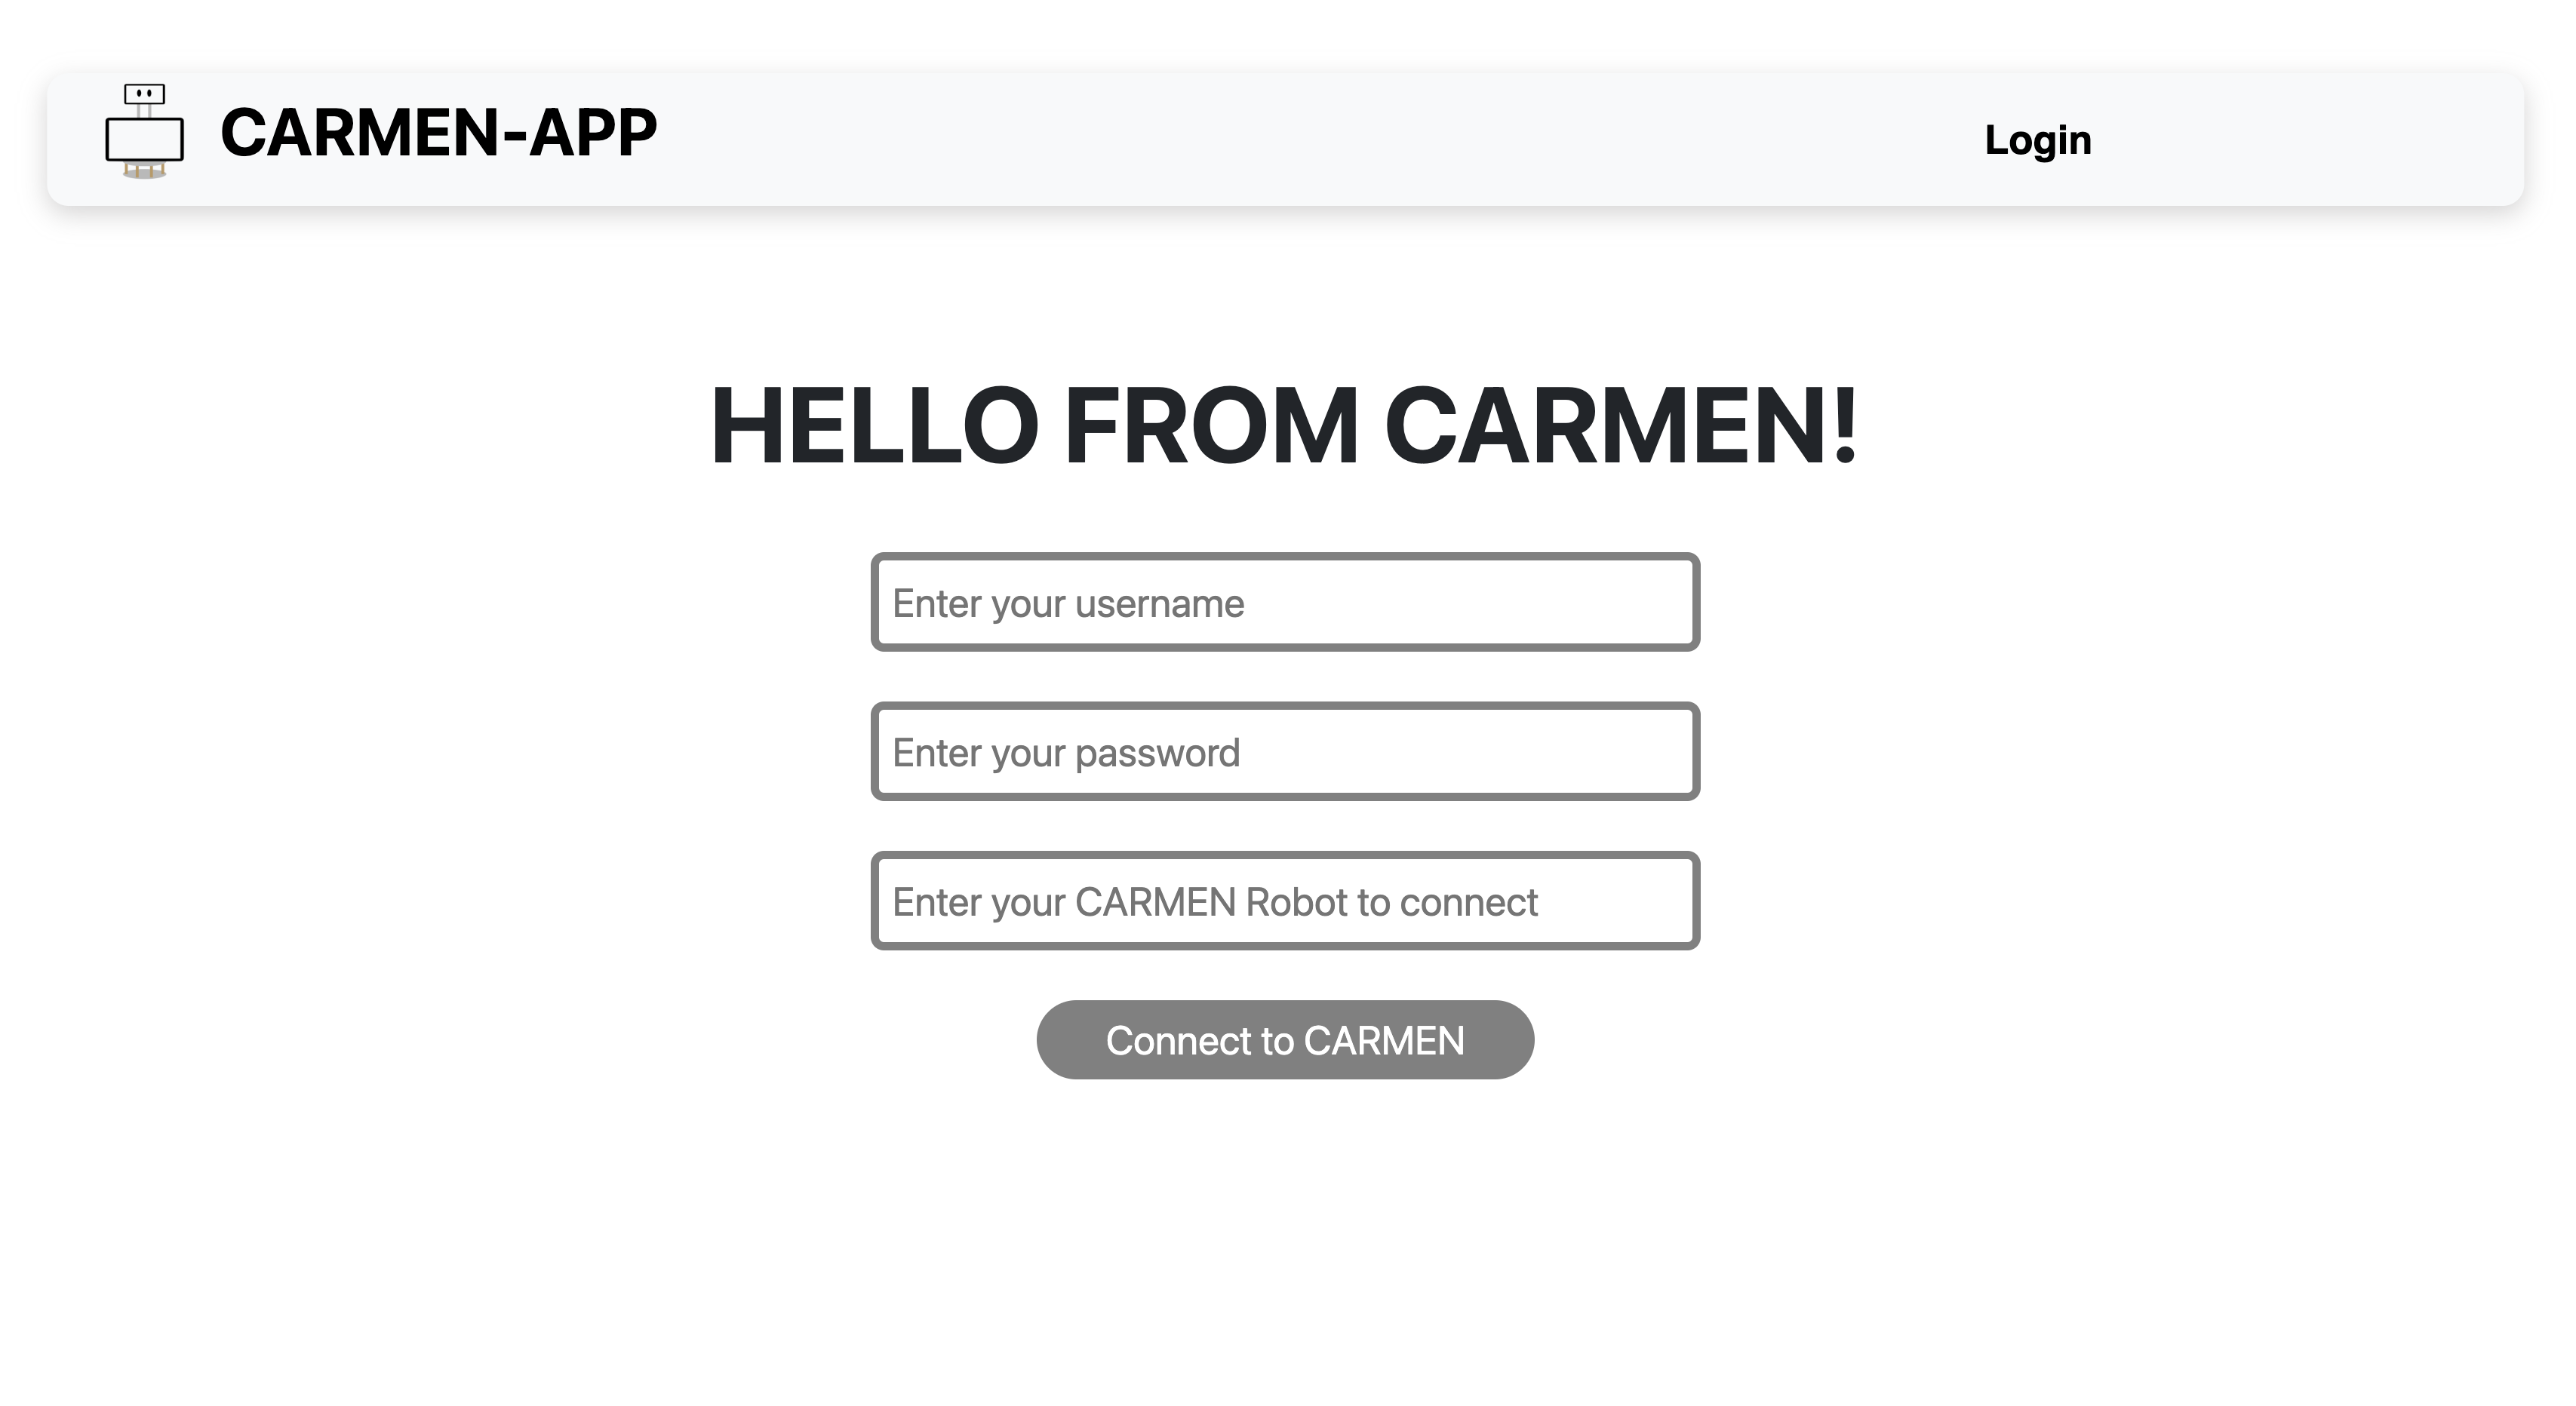 CARMEN-APP
Login
HELLO FROM CARMEN!
Enter your username
Enter your password
Enter your CARMEN Robot to connect
Connect to CARMEN